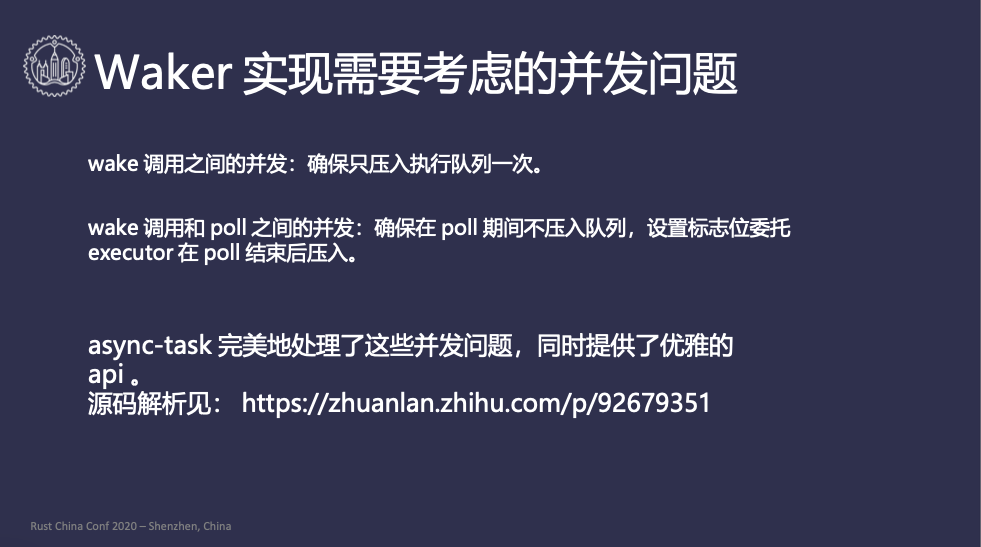 Waker 实现需要考虑的并发问题
wake 调用之间的并发：确保只压入执行队列一次。
wake 调用和 poll 之间的并发：确保在 poll 期间不压入队列，设置标志位委托
executor 在 poll 结束后压入。
async-task 完美地处理了这些并发问题，同时提供了优雅的
api 。
源码解析见： https://zhuanlan.zhihu.com/p/92679351
Rust China Conf 2020 – Shenzhen, China